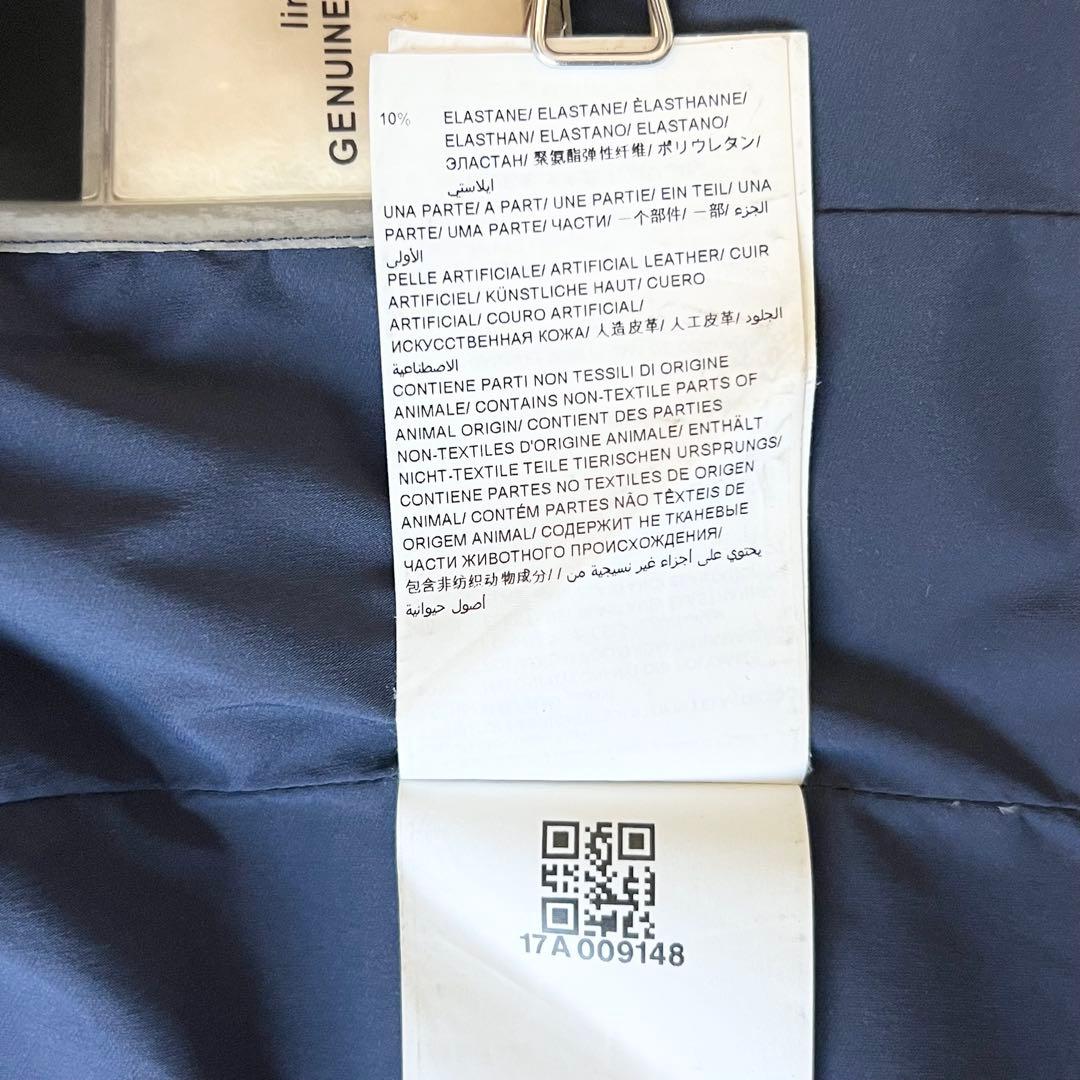 lin
GENUINE
10% ELASTANE/ ELASTANE/ ÈLASTHANNE/
ELASTHAN/ ELASTANO/ ELASTANO/
ЭЛАСТАН/ 聚氨酯弹性纤维/ ポリウレタン/
ايلاستي
UNA PARTE/ A PART/ UNE PARTIE/ EIN TEIL/ UNA
PARTE/ UMA PARTE/ ЧАСТИ/ 一个部件/ 一部/ الجزء
الأولى
PELLE ARTIFICIALE/ ARTIFICIAL LEATHER/ CUIR
ARTIFICIEL/ KÜNSTLICHE HAUT/ CUERO
ARTIFICIAL/ COURO ARTIFICIAL/
ИСКУССТВЕННАЯ КОЖА/ 人造皮革/ 人工皮革/ الجلود
الاصطناعية
CONTIENE PARTI NON TESSILI DI ORIGINE
ANIMALE/ CONTAINS NON-TEXTILE PARTS OF
ANIMAL ORIGIN/ CONTIENT DES PARTIES
NON-TEXTILES D'ORIGINE ANIMALE/ ENTHÄLT
NICHT-TEXTILE TEILE TIERISCHEN URSPRUNGS/
CONTIENE PARTES NO TEXTILES DE ORIGEN
ANIMAL/ CONTÉM PARTES NÃO TÊXTEIS DE
ORIGEM ANIMAL/ СОДЕРЖИТ НЕ ТКАНЕВЫЕ
ЧАСТИ ЖИВОТНОГО ПРОИСХОЖДЕНИЯ/
包含非纺织动物成分/ / يحتوي على أجزاء غير نسيجية من
أصول حيوانية
17A009148